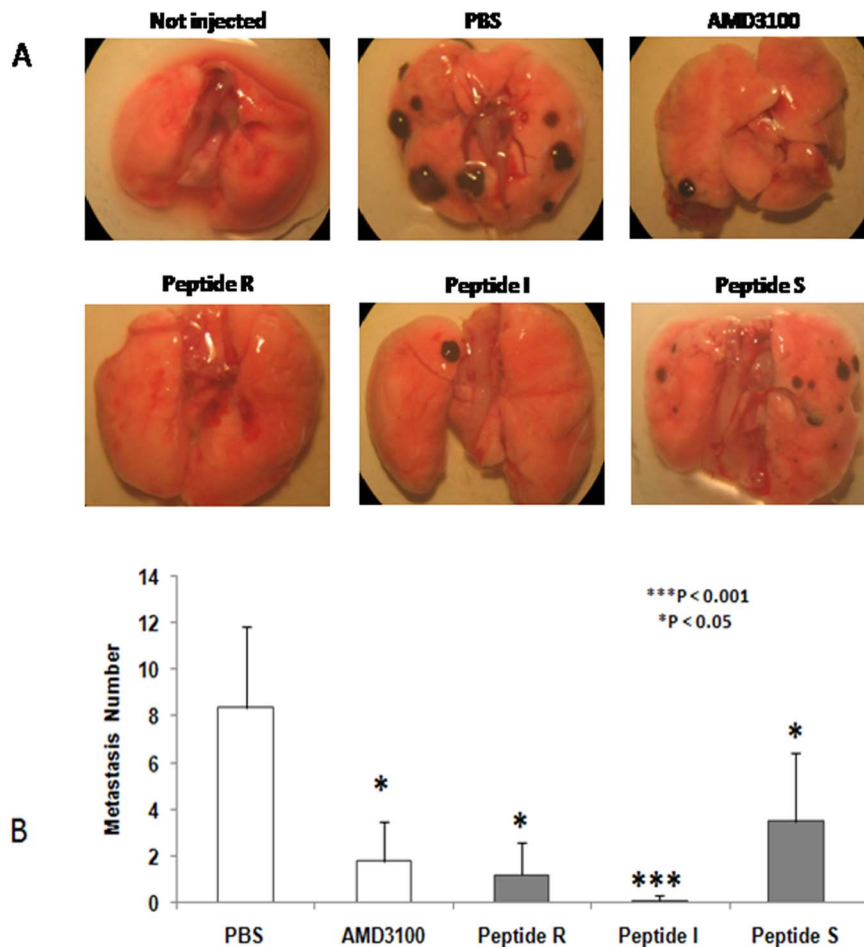 A
Not injected PBS AMD3100
Peptide R Peptide I Peptide S
B
Metastasis Number
14
12
10
8
6
4
2
0
***P < 0.001
*P < 0.05
* * *** *
PBS AMD3100 Peptide R Peptide I Peptide S